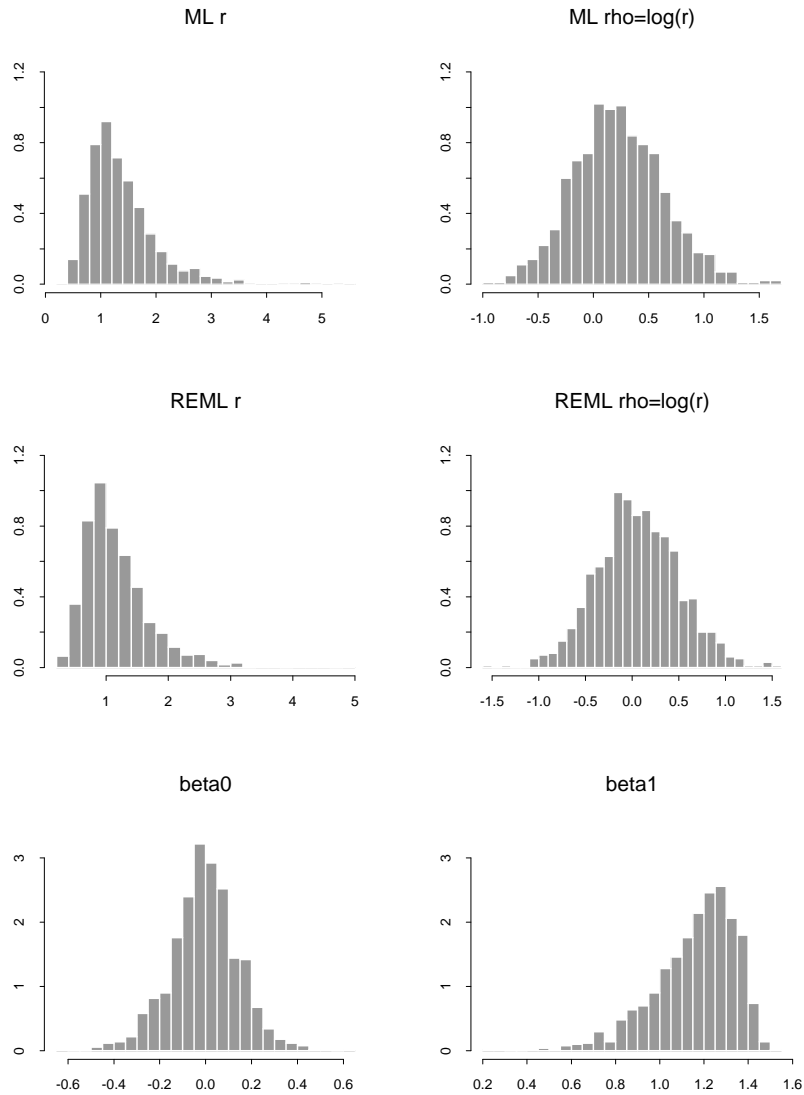 ML r
ML rho=log(r)
0.0 0.4 0.8 1.2
0 1 2 3 4 5
0.0 0.4 0.8 1.2
-1.0 -0.5 0.0 0.5 1.0 1.5
REML r
REML rho=log(r)
0.0 0.4 0.8 1.2
1 2 3 4 5
0.0 0.4 0.8 1.2
-1.5 -1.0 -0.5 0.0 0.5 1.0 1.5
beta0
beta1
0 1 2 3
-0.6 -0.4 -0.2 0.0 0.2 0.4 0.6
0 1 2 3
0.2 0.4 0.6 0.8 1.0 1.2 1.4 1.6